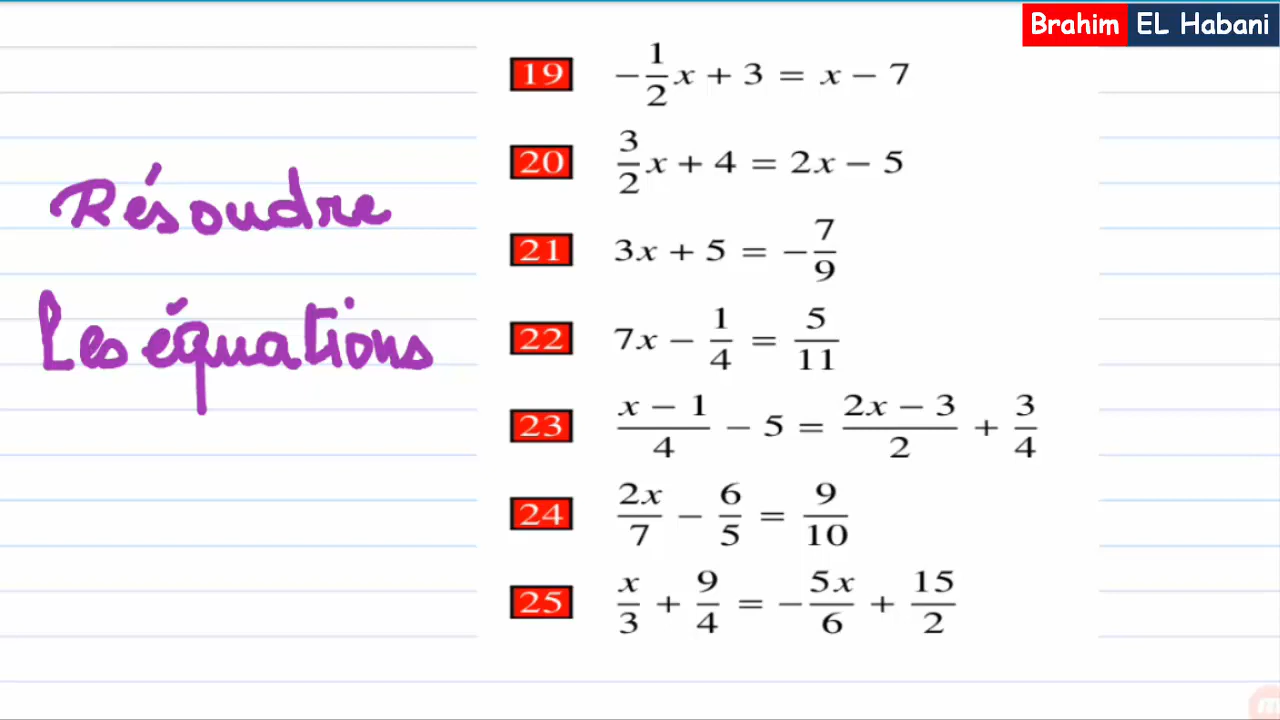 Brahim EL Habani
Résoudre
Les équations
19 -1/2 x + 3 = x - 7
20 3/2 x + 4 = 2x - 5
21 3x + 5 = -7/9
22 7x - 1/4 = 5/11
23 (x - 1)/4 - 5 = (2x - 3)/2 + 3/4
24 2x/7 - 6/5 = 9/10
25 x/3 + 9/4 = -5x/6 + 15/2